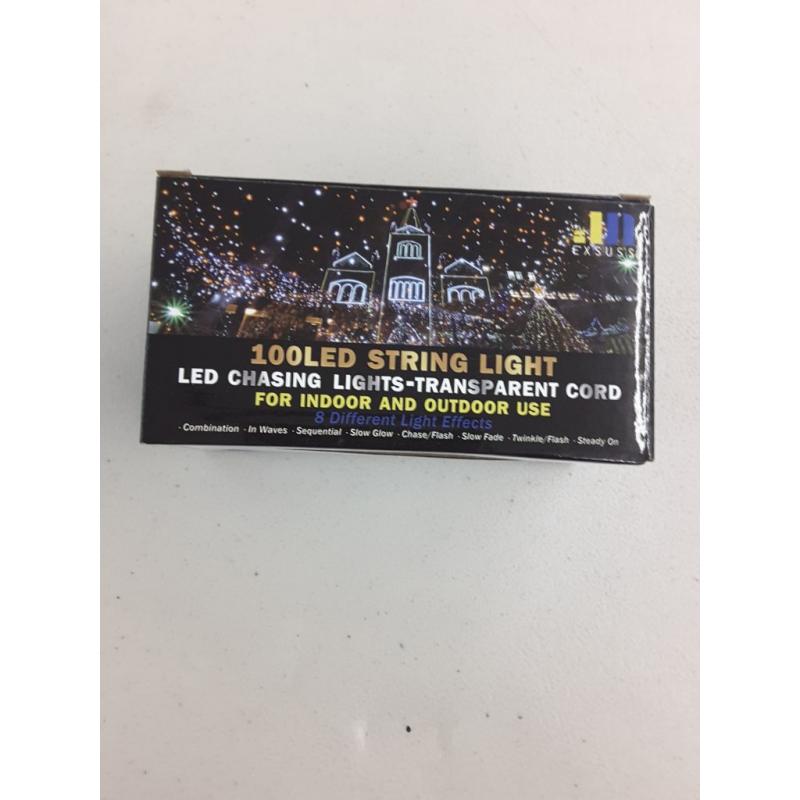 EXSUSS
100LED STRING LIGHT
LED CHASING LIGHTS-TRANSPARENT CORD
FOR INDOOR AND OUTDOOR USE
8 Different Light Effects
· Combination · In Waves · Sequential · Slow Glow · Chase/Flash · Slow Fade · Twinkle/Flash · Steady On